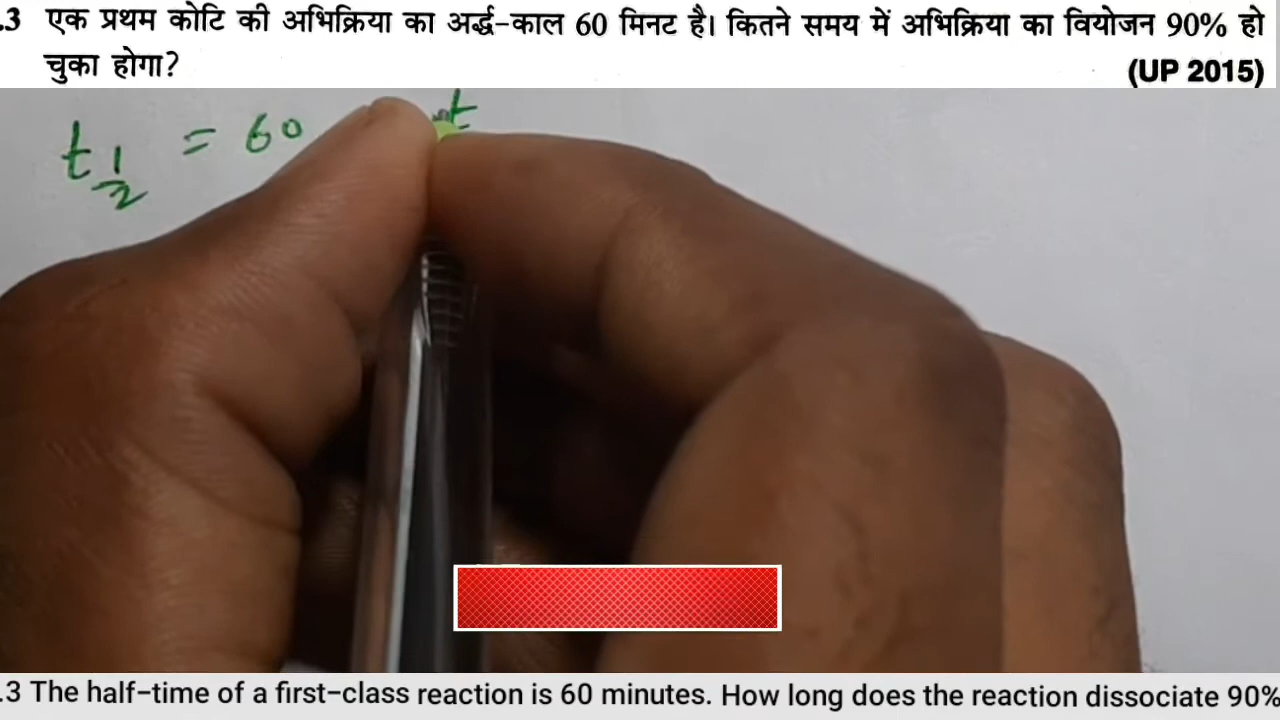 .3 एक प्रथम कोटि की अभिक्रिया का अर्द्ध-काल 60 मिनट है। कितने समय में अभिक्रिया का वियोजन 90% हो
चुका होगा?
(UP 2015)
t 1/2 = 60
t
.3 The half-time of a first-class reaction is 60 minutes. How long does the reaction dissociate 90%